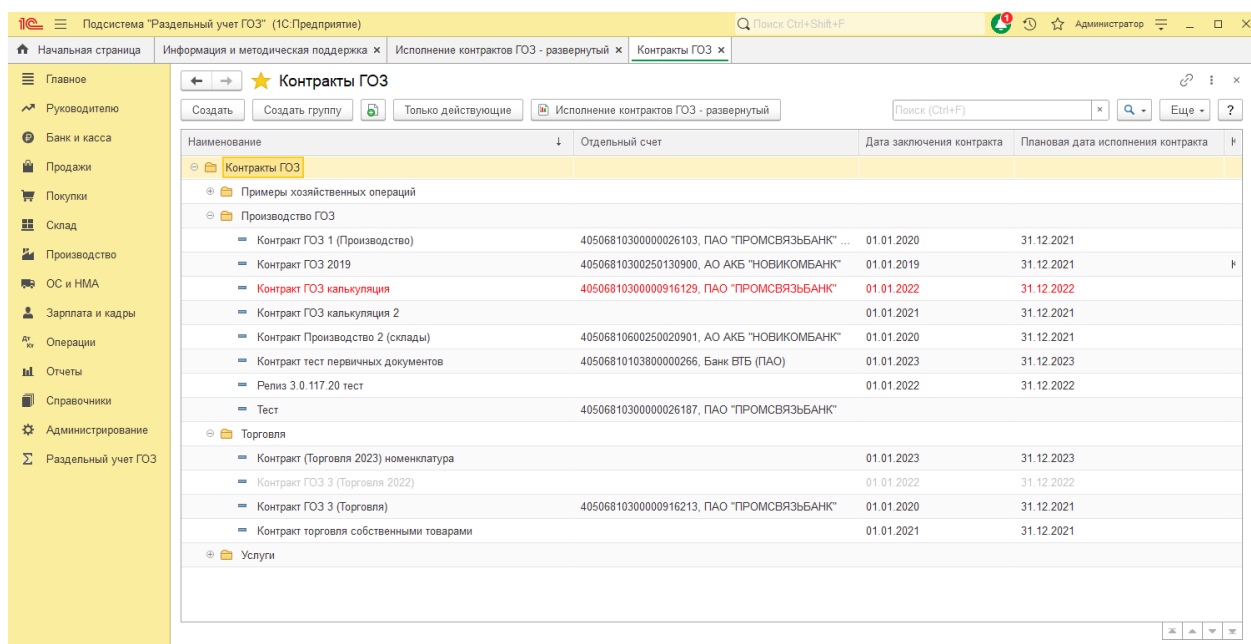 1С Подсистема "Раздельный учет ГОЗ" (1С:Предприятие) Поиск Ctrl+Shift+F 1 Администратор
Начальная страница Информация и методическая поддержка × Исполнение контрактов ГОЗ - развернутый × Контракты ГОЗ ×
Главное
Руководителю
Банк и касса
Продажи
Покупки
Склад
Производство
ОС и НМА
Зарплата и кадры
Операции
Отчеты
Справочники
Администрирование
Раздельный учет ГОЗ
Контракты ГОЗ
Создать Создать группу Только действующие Исполнение контрактов ГОЗ - развернутый Поиск (Ctrl+F) × Еще ?
Наименование ↓ Отдельный счет Дата заключения контракта Плановая дата исполнения контракта
Контракты ГОЗ
Примеры хозяйственных операций
Производство ГОЗ
Контракт ГОЗ 1 (Производство) 40506810300000026103, ПАО "ПРОМСВЯЗЬБАНК" ... 01.01.2020 31.12.2021
Контракт ГОЗ 2019 40506810300250130900, АО АКБ "НОВИКОМБАНК" 01.01.2019 31.12.2021
Контракт ГОЗ калькуляция 40506810300000916129, ПАО "ПРОМСВЯЗЬБАНК" 01.01.2022 31.12.2022
Контракт ГОЗ калькуляция 2 01.01.2021 31.12.2021
Контракт Производство 2 (склады) 40506810600250020901, АО АКБ "НОВИКОМБАНК" 01.01.2020 31.12.2021
Контракт тест первичных документов 40506810103800000266, Банк ВТБ (ПАО) 01.01.2023 31.12.2023
Релиз 3.0.117.20 тест 01.01.2022 31.12.2022
Тест 40506810300000026187, ПАО "ПРОМСВЯЗЬБАНК"
Торговля
Контракт (Торговля 2023) номенклатура 01.01.2023 31.12.2023
Контракт ГОЗ 3 (Торговля 2022) 01.01.2022 31.12.2022
Контракт ГОЗ 3 (Торговля) 40506810300000916213, ПАО "ПРОМСВЯЗЬБАНК" 01.01.2020 31.12.2021
Контракт торговля собственными товарами 01.01.2021 31.12.2021
Услуги